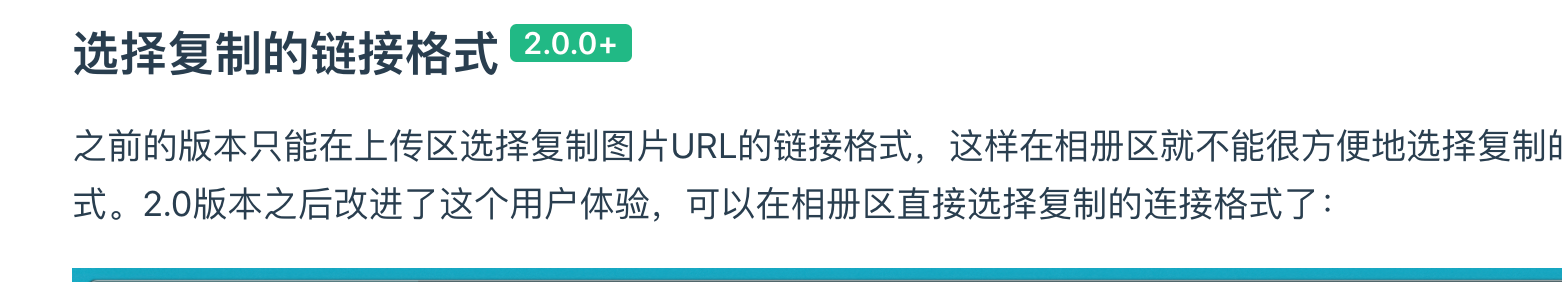 选择复制的链接格式 2.0.0+
之前的版本只能在上传区选择复制图片URL的链接格式，这样在相册区就不能很方便地选择复制的
式。2.0版本之后改进了这个用户体验，可以在相册区直接选择复制的连接格式了：